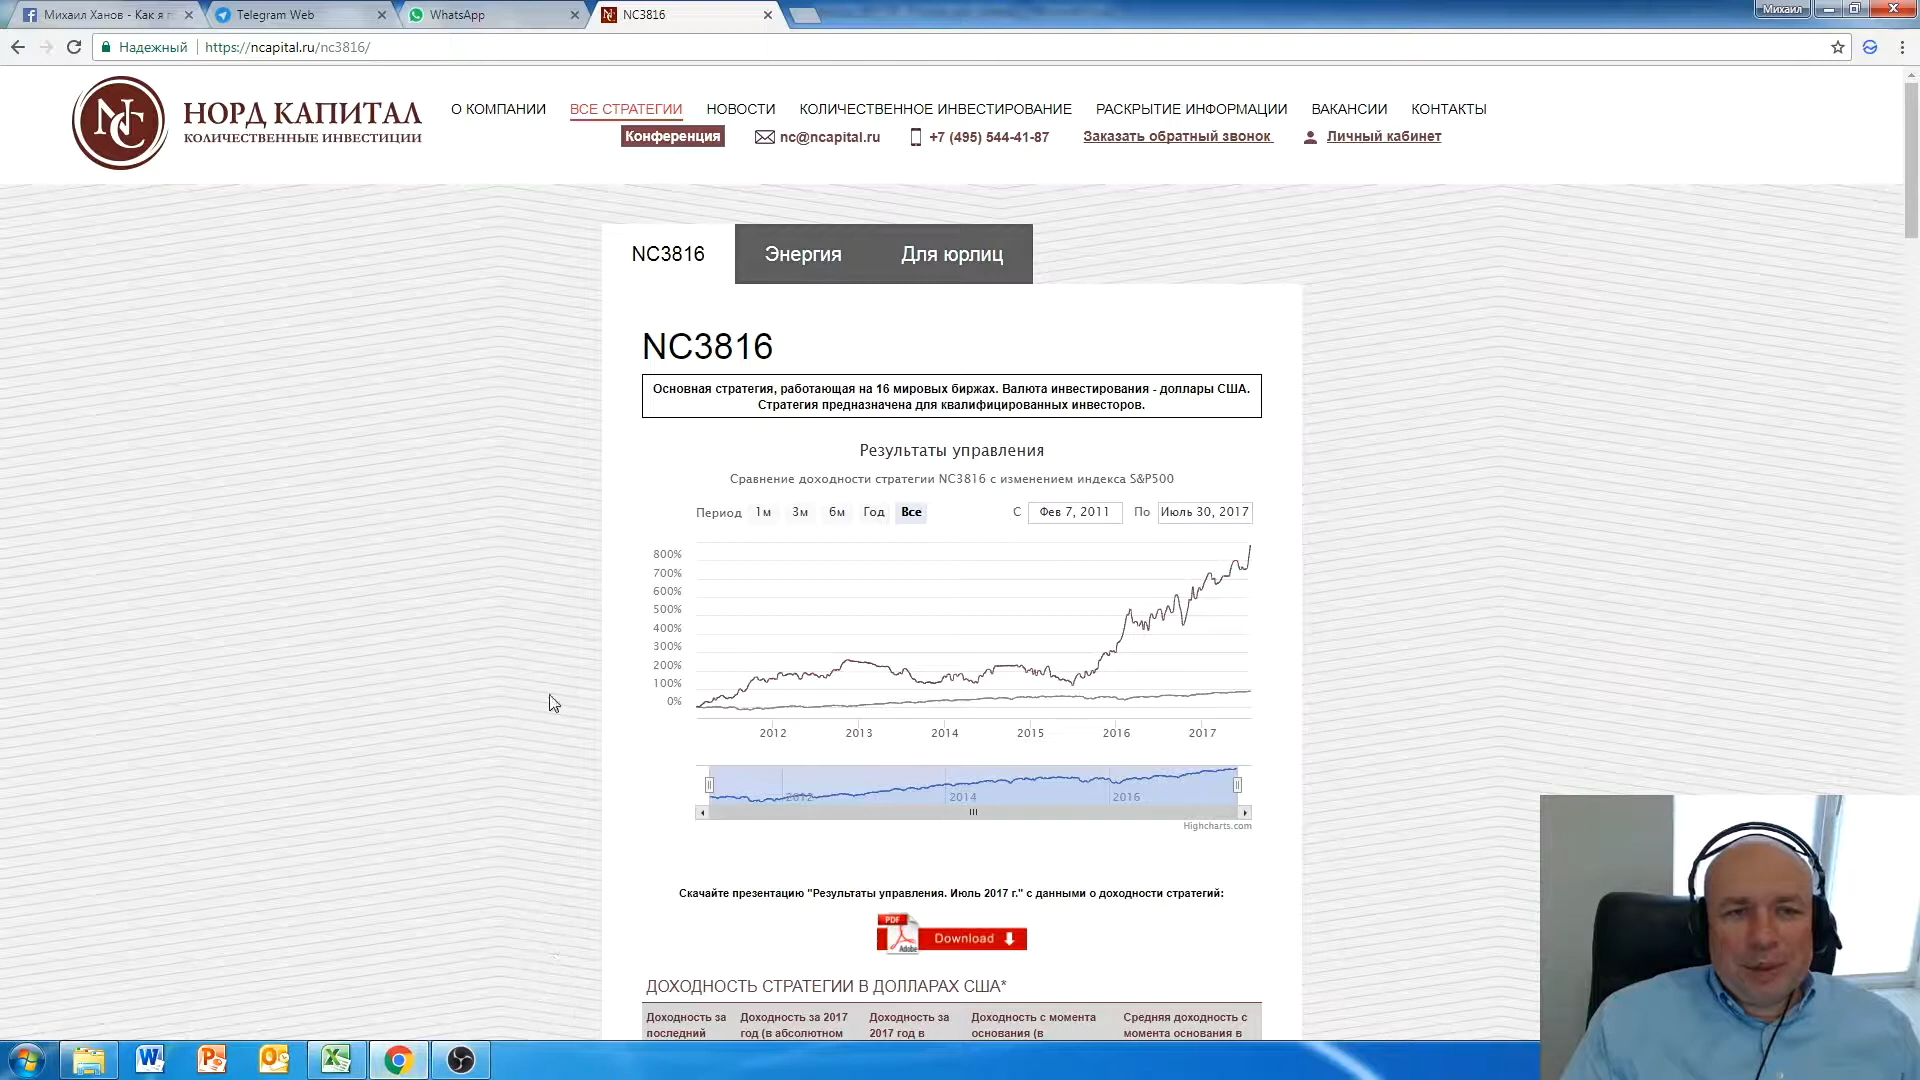 Михаил Ханов - Как я п
Telegram Web
WhatsApp
NC3816
Михаил
Надежный
https://ncapital.ru/nc3816/
НОРД КАПИТАЛ
КОЛИЧЕСТВЕННЫЕ ИНВЕСТИЦИИ
О КОМПАНИИ ВСЕ СТРАТЕГИИ НОВОСТИ КОЛИЧЕСТВЕННОЕ ИНВЕСТИРОВАНИЕ РАСКРЫТИЕ ИНФОРМАЦИИ ВАКАНСИИ КОНТАКТЫ
Конференция nc@ncapital.ru +7 (495) 544-41-87 Заказать обратный звонок Личный кабинет
NC3816 Энергия Для юрлиц
NC3816
Основная стратегия, работающая на 16 мировых биржах. Валюта инвестирования - доллары США.
Стратегия предназначена для квалифицированных инвесторов.
Результаты управления
Сравнение доходности стратегии NC3816 с изменением индекса S&P500
Период 1м 3м 6м Год Все С Фев 7, 2011 По Июль 30, 2017
800%
700%
600%
500%
400%
300%
200%
100%
0%
2012 2013 2014 2015 2016 2017
2012 2014 2016
Highcharts.com
Скачайте презентацию "Результаты управления. Июль 2017 г." с данными о доходности стратегий:
PDF
Adobe
Download
ДОХОДНОСТЬ СТРАТЕГИИ В ДОЛЛАРАХ США*
Доходность за Доходность за 2017 Доходность за Доходность с момента Средняя доходность с
последний год (в абсолютном 2017 год в основания (в момента основания в